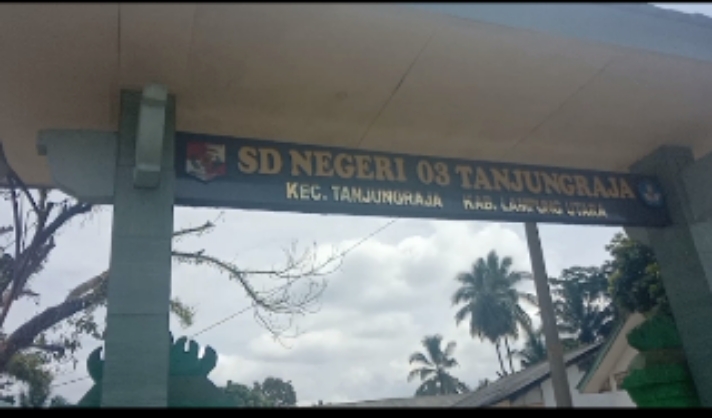 SD NEGERI 03 TANJUNGRAJA
KEC. TANJUNGRAJA KAB. LAMPUNG UTARA